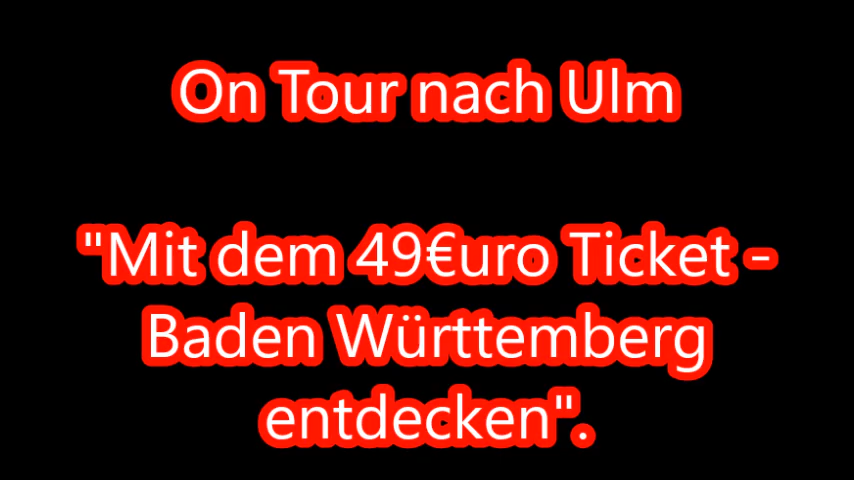 On Tour nach Ulm
"Mit dem 49€uro Ticket -
Baden Württemberg
entdecken".